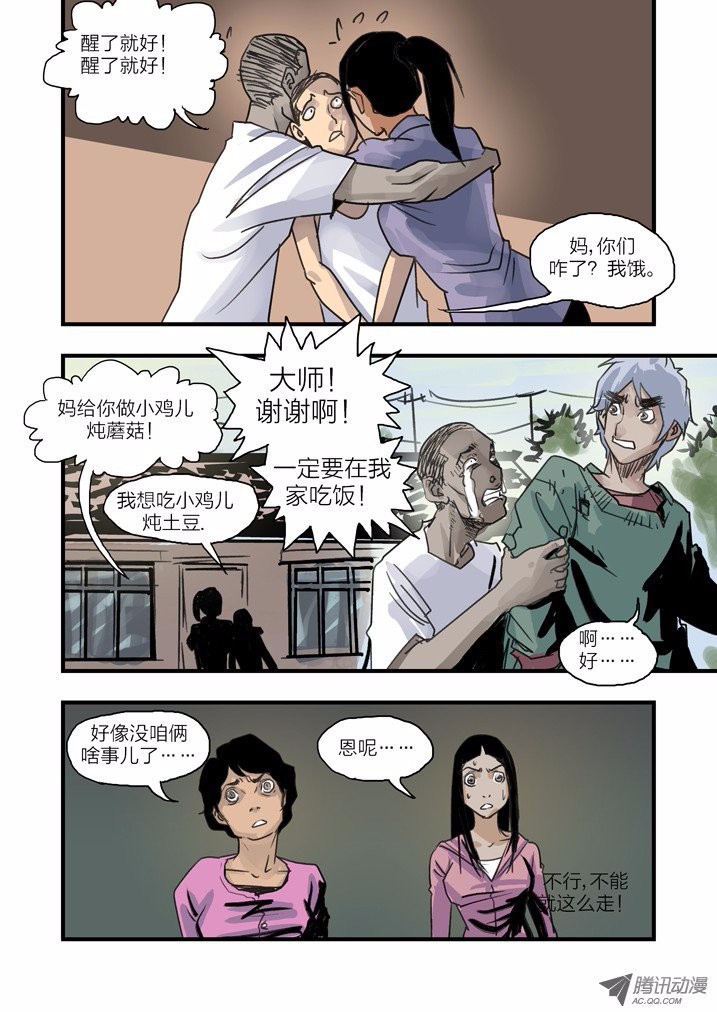 醒了就好！
醒了就好！
妈,你们
咋了？我饿。
妈给你做小鸡儿
炖蘑菇！
大师！
谢谢啊！
一定要在我
家吃饭！
我想吃小鸡儿
炖土豆.
啊……
好……
好像没咱俩
啥事儿了……
恩呢……
不行,不能
就这么走！
腾讯动漫
AC.QQ.COM